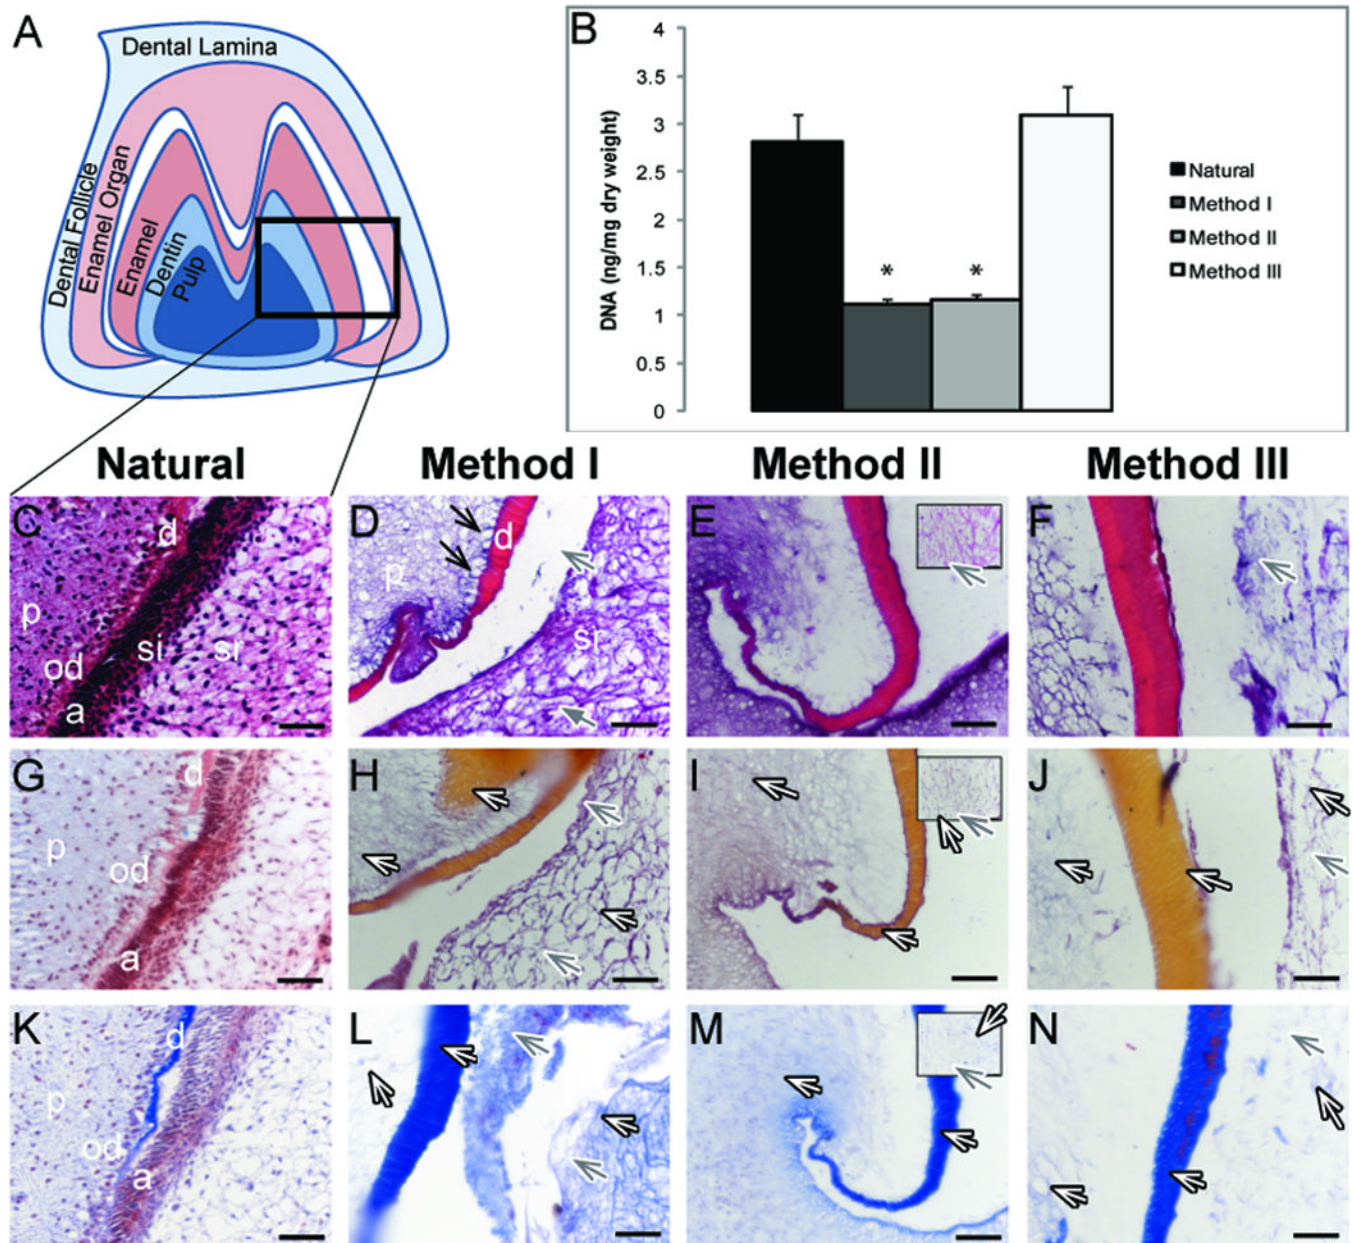 A
Dental Lamina
Dental Follicle
Enamel Organ
Enamel
Dentin
Pulp
B
4
3.5
3
2.5
2
1.5
1
0.5
0
DNA (ng/mg dry weight)
* *
Natural
Method I
Method II
Method III
Natural Method I Method II Method III
C
d
p
si
sr
od
a
D
d
p
sr
E
F
G
d
p
od
a
H
I
J
K
d
p
od
a
L
M
N